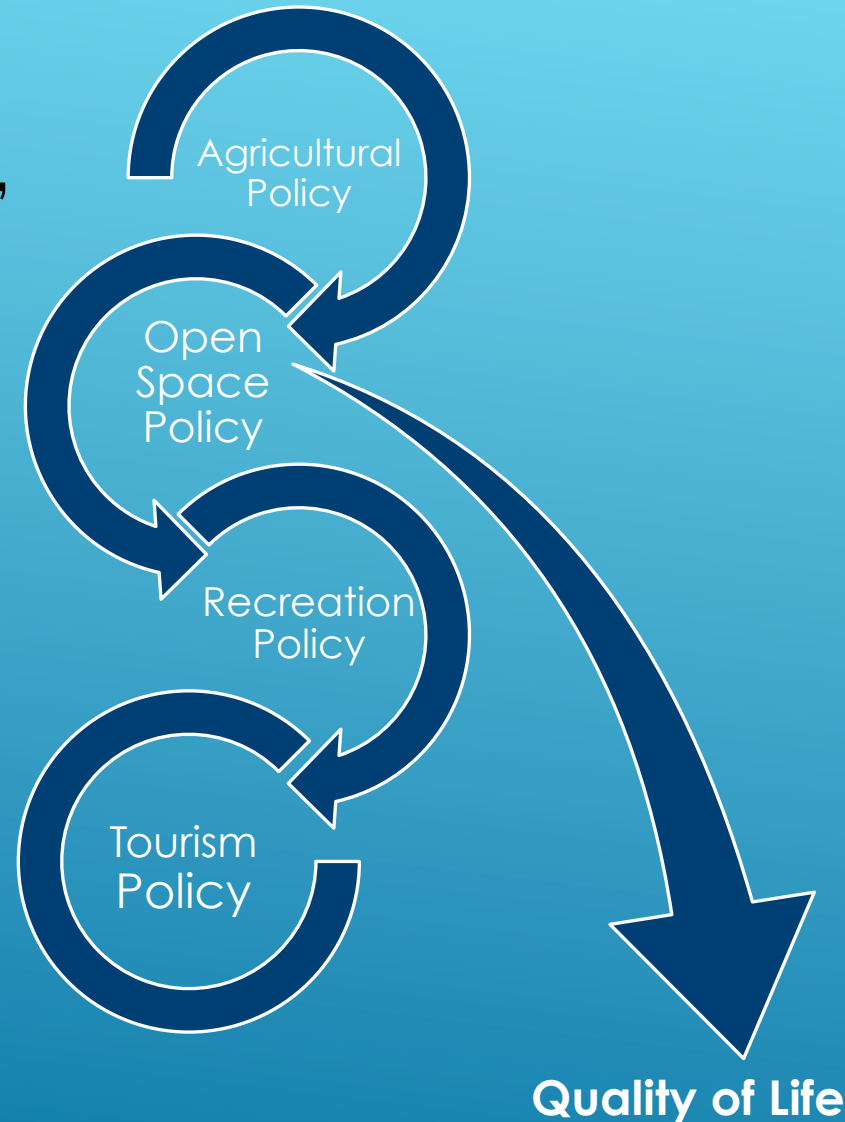 ,
Agricultural
Policy
Open
Space
Policy
Recreation
Policy
Tourism
Policy
Quality of Life